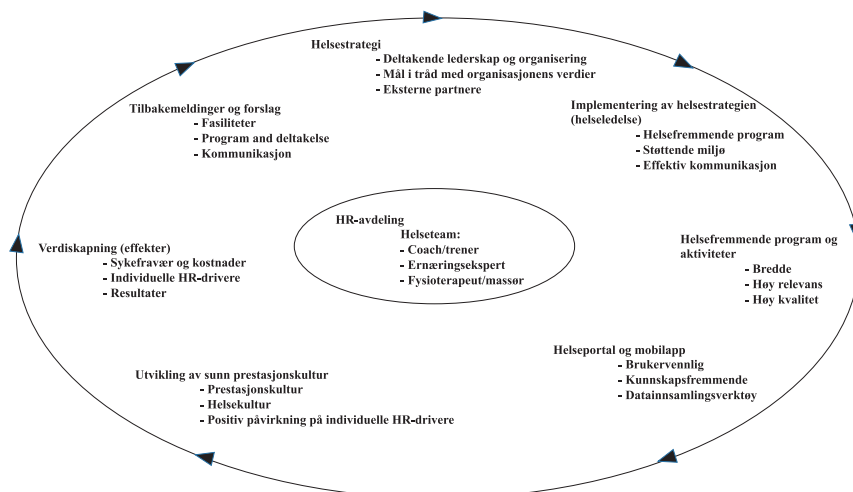 Helsestrategi
- Deltakende lederskap og organisering
- Mål i tråd med organisasjonens verdier
- Eksterne partnere
Implementering av helsestrategien
(helseledelse)
- Helsefremmende program
- Støttende miljø
- Effektiv kommunikasjon
Helsefremmende program og
aktiviteter
- Bredde
- Høy relevans
- Høy kvalitet
Helseportal og mobilapp
- Brukervennlig
- Kunnskapsfremmende
- Datainnsamlingsverktøy
Utvikling av sunn prestasjonskultur
- Prestasjonskultur
- Helsekultur
- Positiv påvirkning på individuelle HR-drivere
Verdiskapning (effekter)
- Sykefravær og kostnader
- Individuelle HR-drivere
- Resultater
Tilbakemeldinger og forslag
- Fasiliteter
- Program and deltakelse
- Kommunikasjon
HR-avdeling
Helseteam:
- Coach/trener
- Ernæringsekspert
- Fysioterapeut/massør